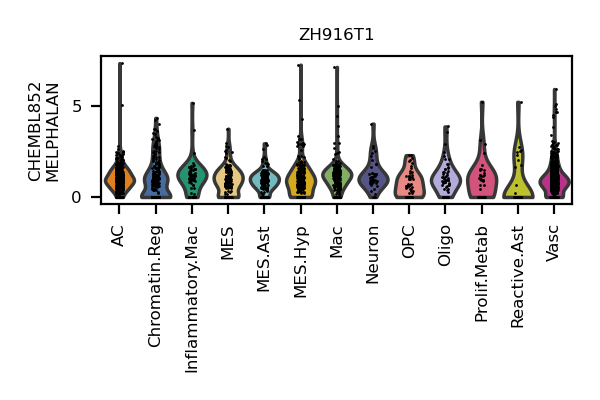 ZH916T1
CHEMBL852
MELPHALAN
5
0
AC
Chromatin.Reg
Inflammatory.Mac
MES
MES.Ast
MES.Hyp
Mac
Neuron
OPC
Oligo
Prolif.Metab
Reactive.Ast
Vasc